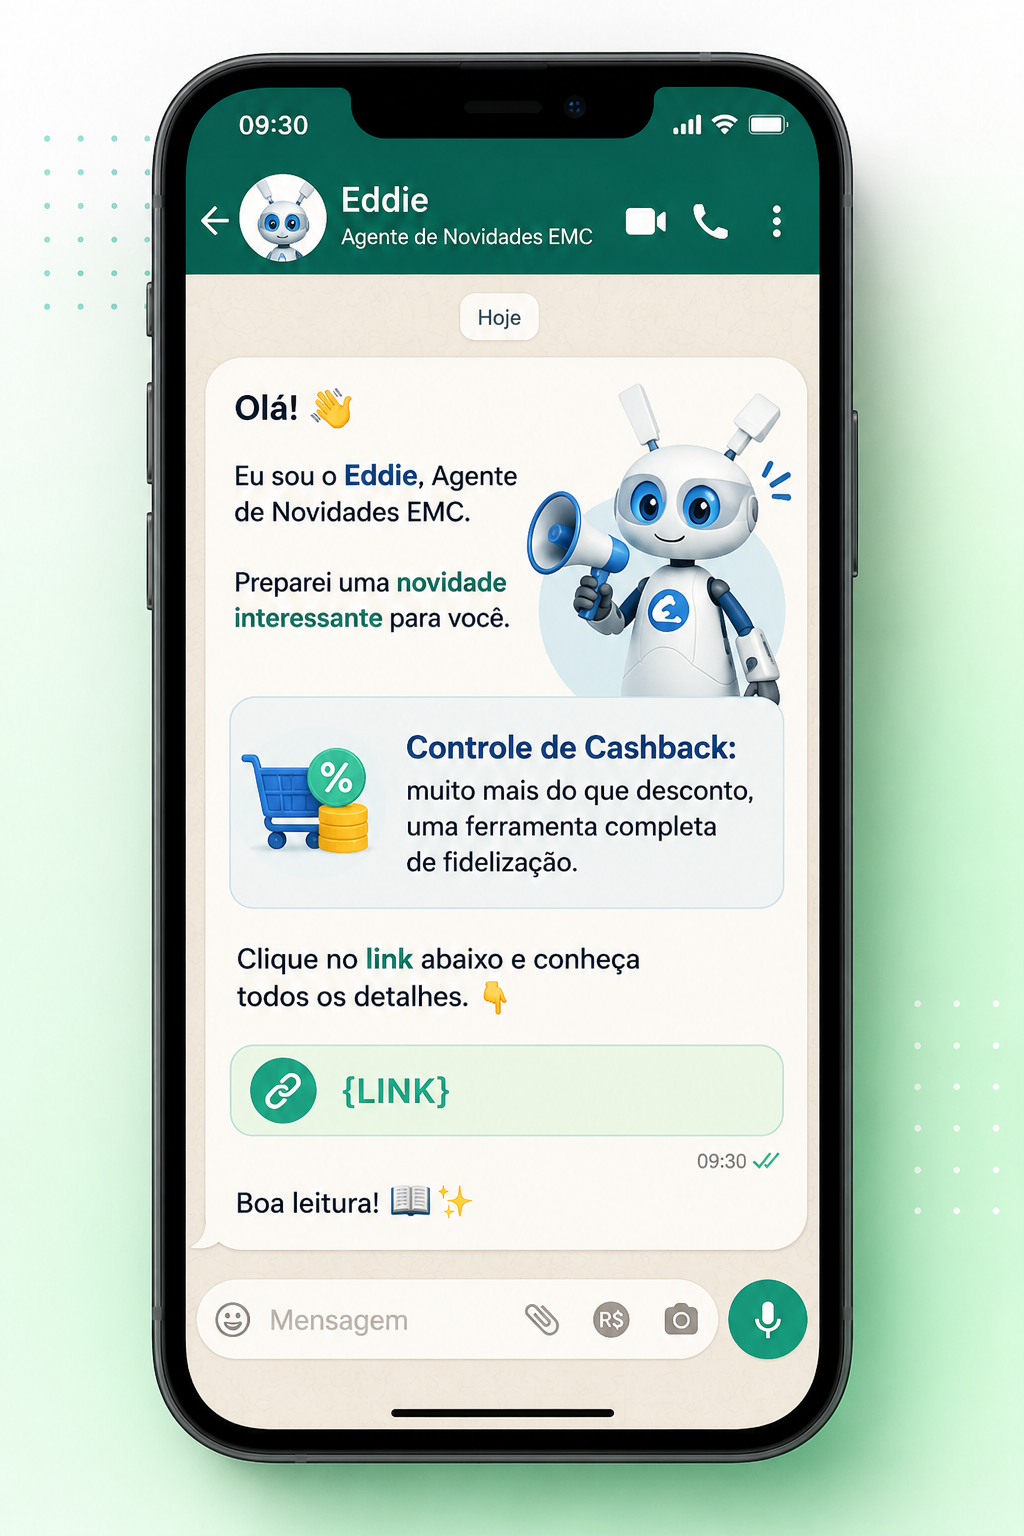 09:30
Eddie
Agente de Novidades EMC
Hoje
Olá! 👋
Eu sou o Eddie, Agente
de Novidades EMC.
Preparei uma novidade
interessante para você.
%
Controle de Cashback:
muito mais do que desconto,
uma ferramenta completa
de fidelização.
Clique no link abaixo e conheça
todos os detalhes. 👇
{LINK}
09:30
Boa leitura! 📖✨
Mensagem
R$